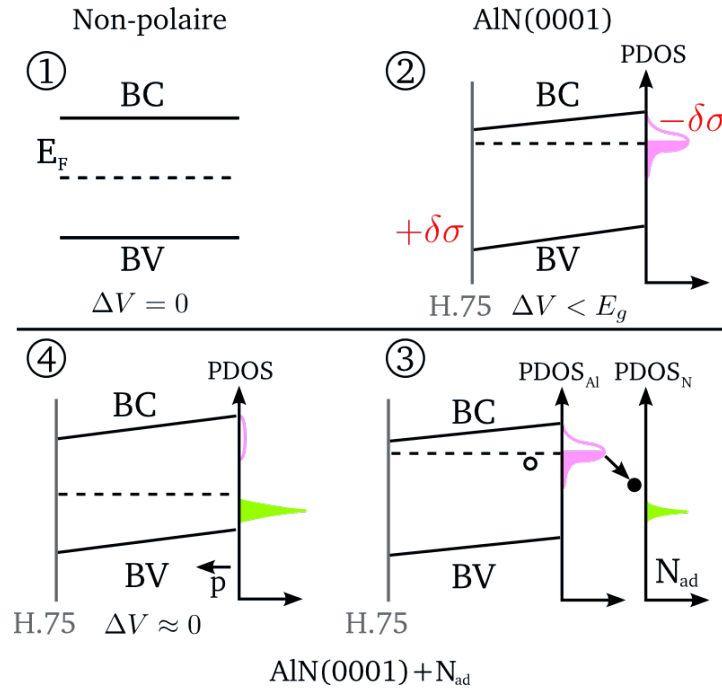 Non-polaire
AlN(0001)
①
BC
E_F
BV
ΔV = 0
②
PDOS
BC
−δσ
+δσ
BV
H.75
ΔV < E_g
④
PDOS
BC
BV
p
H.75
ΔV ≈ 0
③
PDOS_Al
PDOS_N
BC
BV
N_ad
H.75
AlN(0001)+N_ad